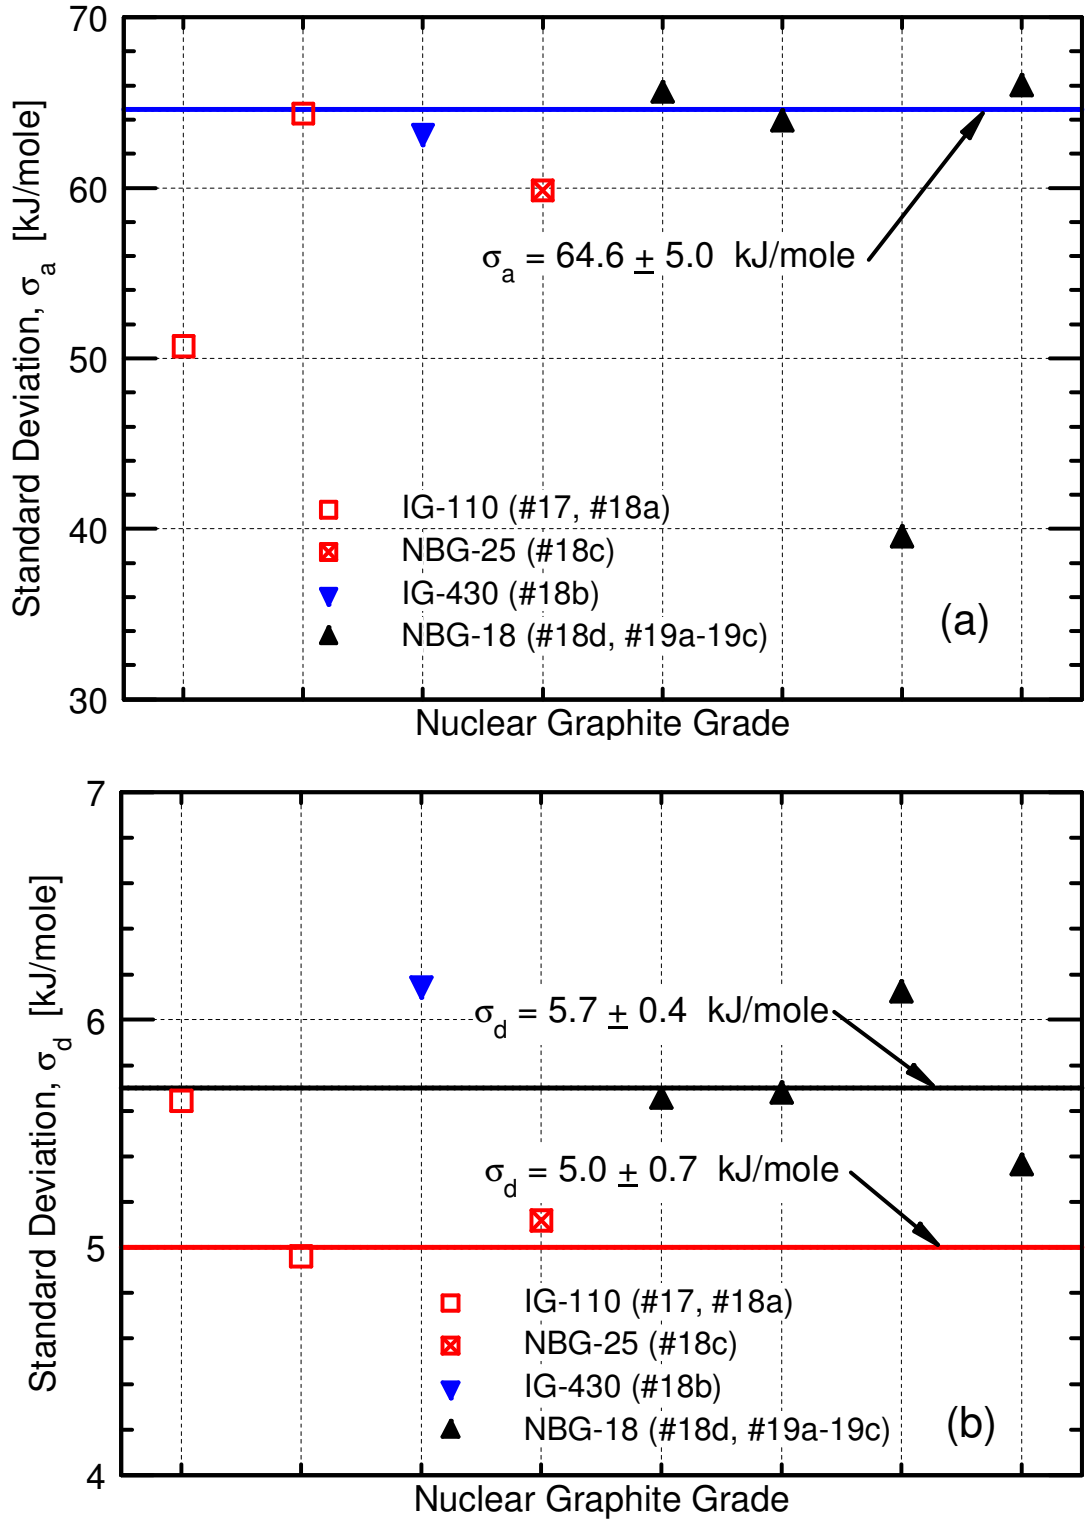 70
60
50
40
30
Standard Deviation, σa [kJ/mole]
σa = 64.6 ± 5.0 kJ/mole
IG-110 (#17, #18a)
NBG-25 (#18c)
IG-430 (#18b)
NBG-18 (#18d, #19a-19c)
(a)
Nuclear Graphite Grade
7
6
5
4
Standard Deviation, σd [kJ/mole]
σd = 5.7 ± 0.4 kJ/mole
σd = 5.0 ± 0.7 kJ/mole
IG-110 (#17, #18a)
NBG-25 (#18c)
IG-430 (#18b)
NBG-18 (#18d, #19a-19c)
(b)
Nuclear Graphite Grade